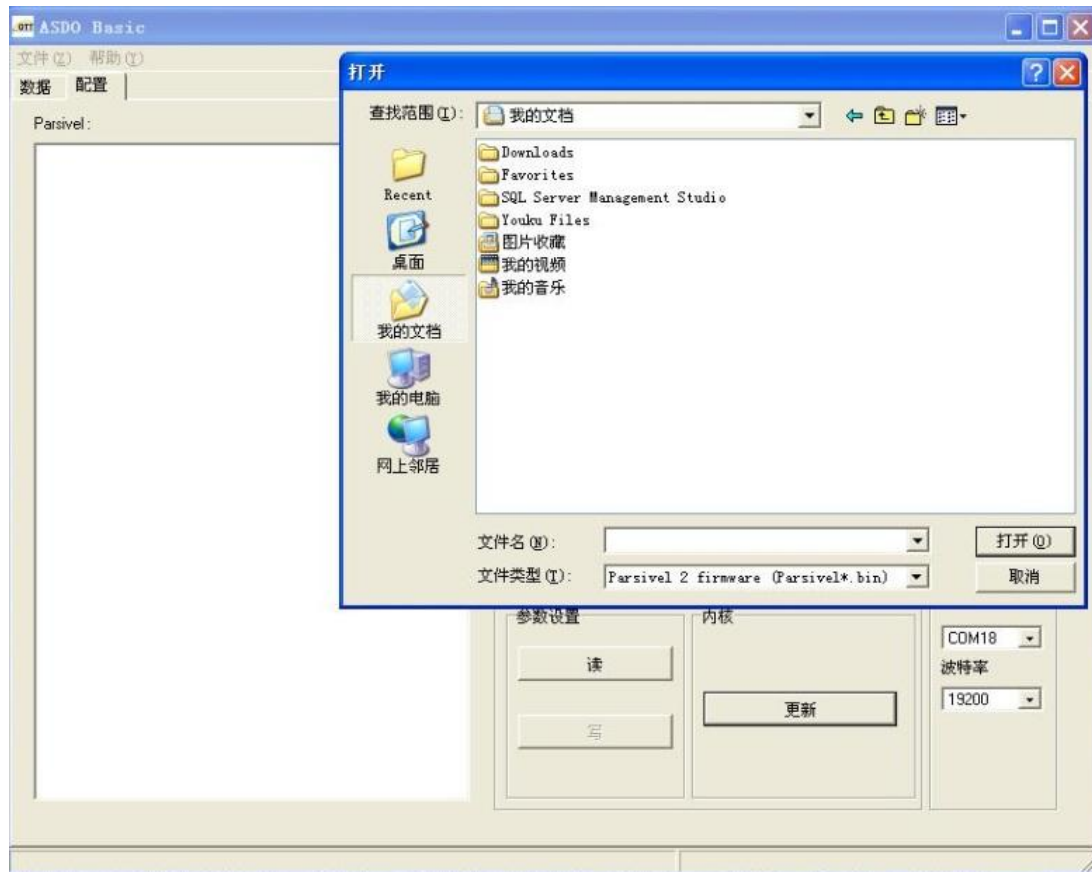 OTT ASDO Basic
文件(Z) 帮助(Y)
数据 配置
Parsivel:
打开
查找范围(I): 我的文档
Recent
桌面
我的文档
我的电脑
网上邻居
Downloads
Favorites
SQL Server Management Studio
Youku Files
图片收藏
我的视频
我的音乐
文件名(N):
打开(O)
文件类型(T): Parsivel 2 firmware (Parsivel*.bin)
取消
参数设置
读
写
内核
更新
COM18
波特率
19200